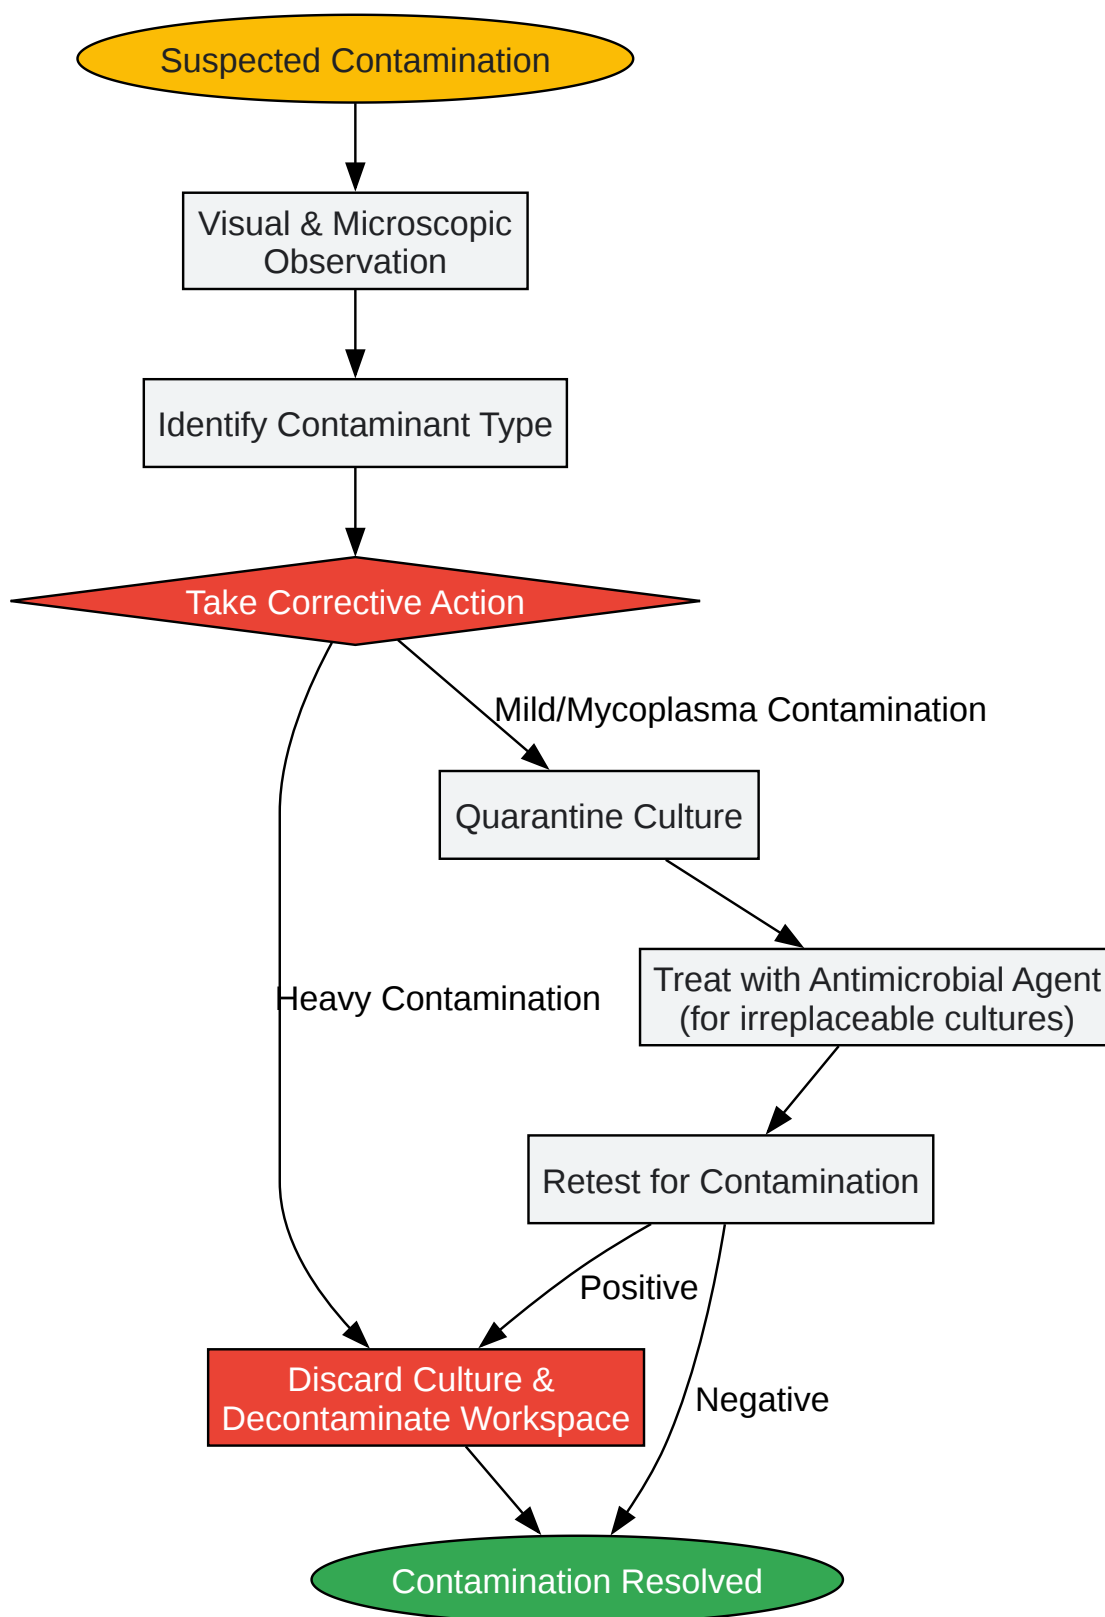 Suspected Contamination
Visual & Microscopic
Observation
Identify Contaminant Type
Take Corrective Action
Mild/Mycoplasma Contamination
Quarantine Culture
Treat with Antimicrobial Agent
(for irreplaceable cultures)
Heavy Contamination
Retest for Contamination
Positive
Discard Culture &
Decontaminate Workspace
Negative
Contamination Resolved